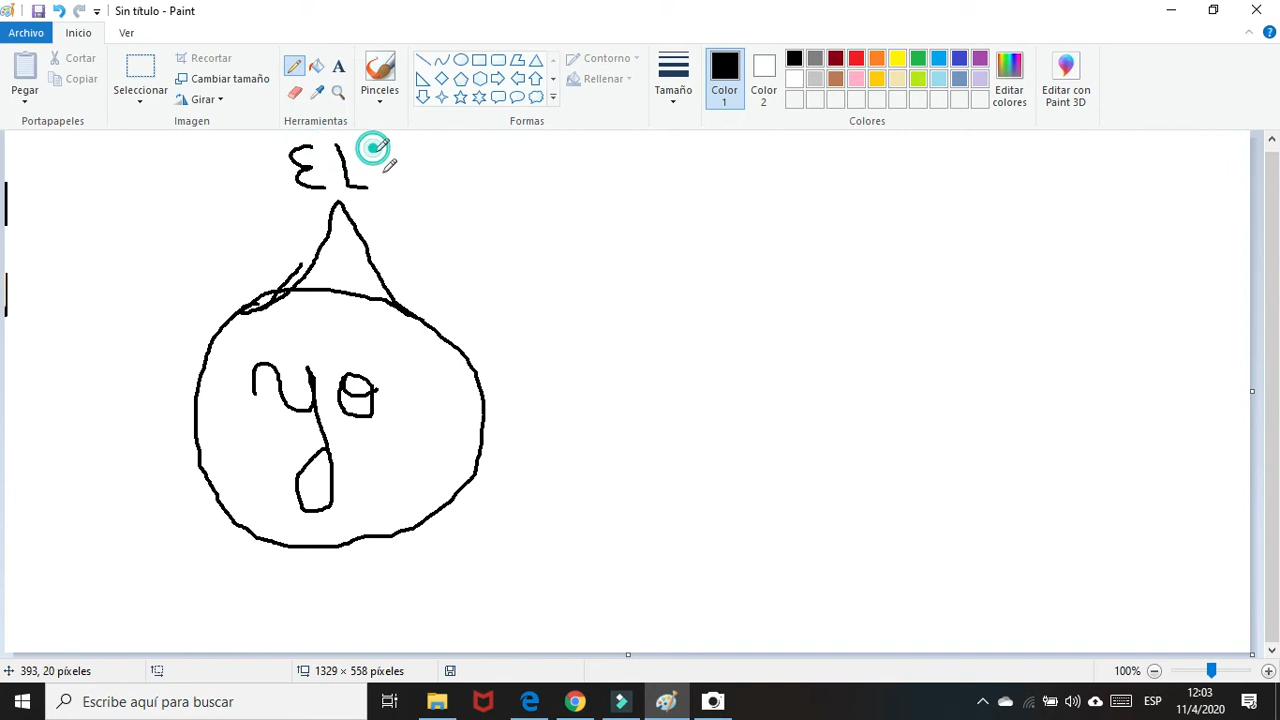 Sin título - Paint
Archivo Inicio Ver
Pegar
Cortar
Copiar
Portapapeles
Seleccionar
Recortar
Cambiar tamaño
Girar
Imagen
A
Herramientas
Pinceles
Contorno
Rellenar
Formas
Tamaño
Color 1
Color 2
Editar colores
Editar con Paint 3D
Colores
EL
yo
393, 20 píxeles
1329 × 558 píxeles
100%
Escribe aquí para buscar
ESP
12:03
11/4/2020